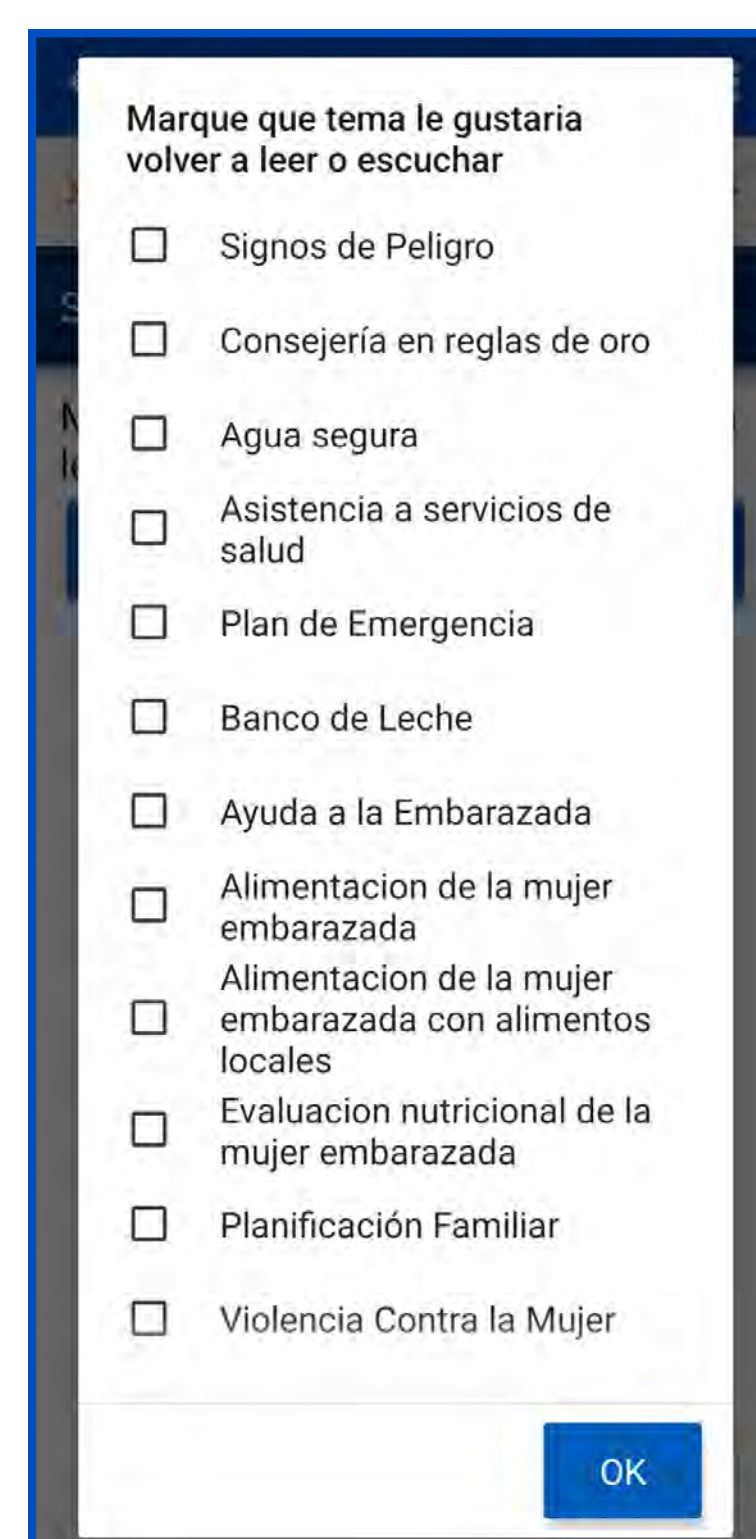 Marque que tema le gustaria
volver a leer o escuchar
Signos de Peligro
Consejería en reglas de oro
Agua segura
Asistencia a servicios de
salud
Plan de Emergencia
Banco de Leche
Ayuda a la Embarazada
Alimentacion de la mujer
embarazada
Alimentacion de la mujer
embarazada con alimentos
locales
Evaluacion nutricional de la
mujer embarazada
Planificación Familiar
Violencia Contra la Mujer
OK